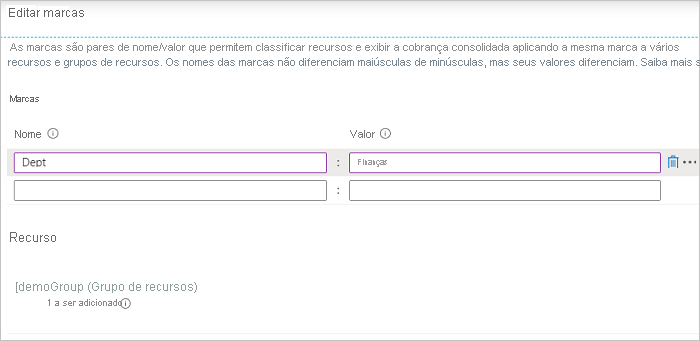 Editar marcas
As marcas são pares de nome/valor que permitem classificar recursos e exibir a cobrança consolidada aplicando a mesma marca a vários
recursos e grupos de recursos. Os nomes das marcas não diferenciam maiúsculas de minúsculas, mas seus valores diferenciam. Saiba mais s
Marcas
Nome Valor
Dept : Finanças
:
Recurso
[demoGroup (Grupo de recursos)
1 a ser adicionado